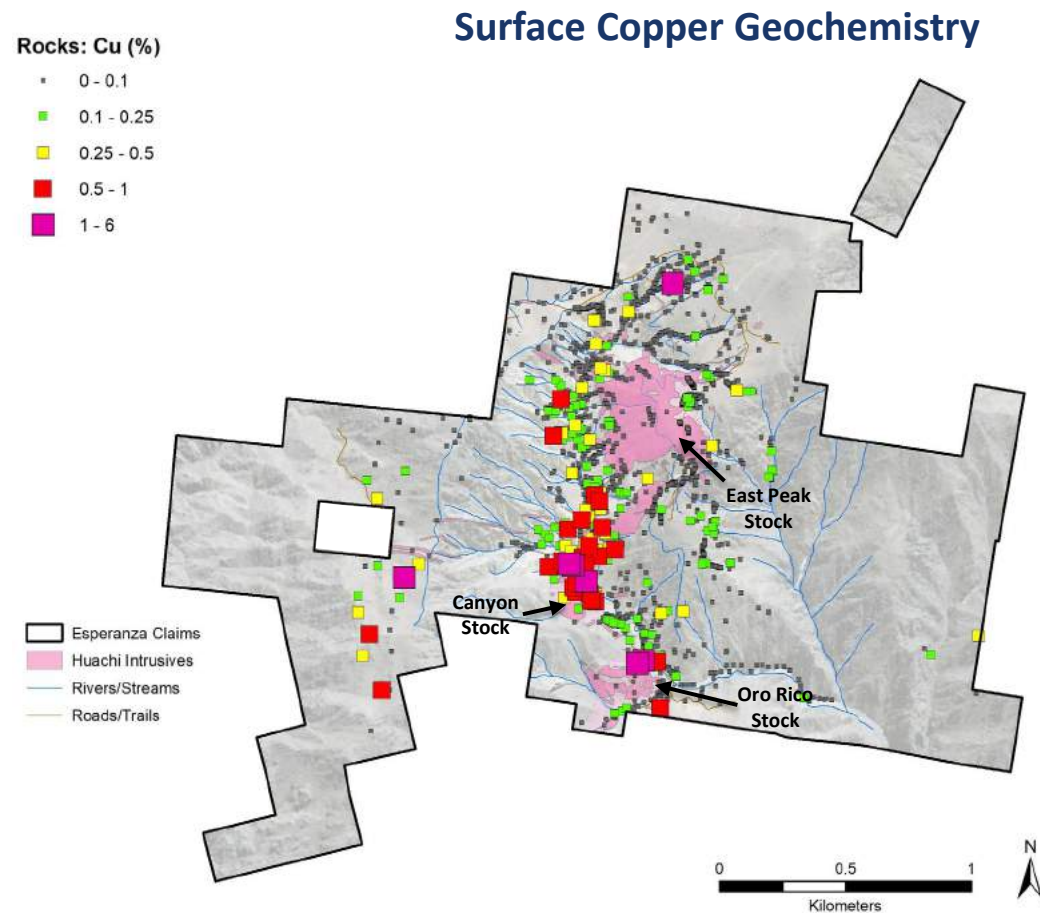 Surface Copper Geochemistry
Rocks: Cu (%)
0 - 0.1
0.1 - 0.25
0.25 - 0.5
0.5 - 1
1 - 6
East Peak
Stock
Canyon
Stock
Oro Rico
Stock
Esperanza Claims
Huachi Intrusives
Rivers/Streams
Roads/Trails
N
0 0.5 1
Kilometers